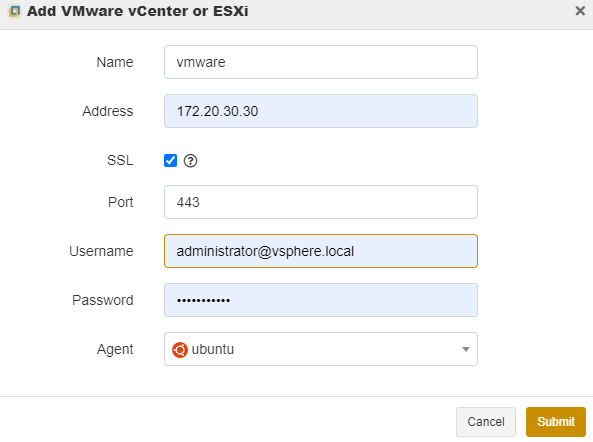 Add VMware vCenter or ESXi ×
Name vmware
Address 172.20.30.30
SSL ?
Port 443
Username administrator@vsphere.local
Password •••••••••••
Agent ubuntu
Cancel Submit